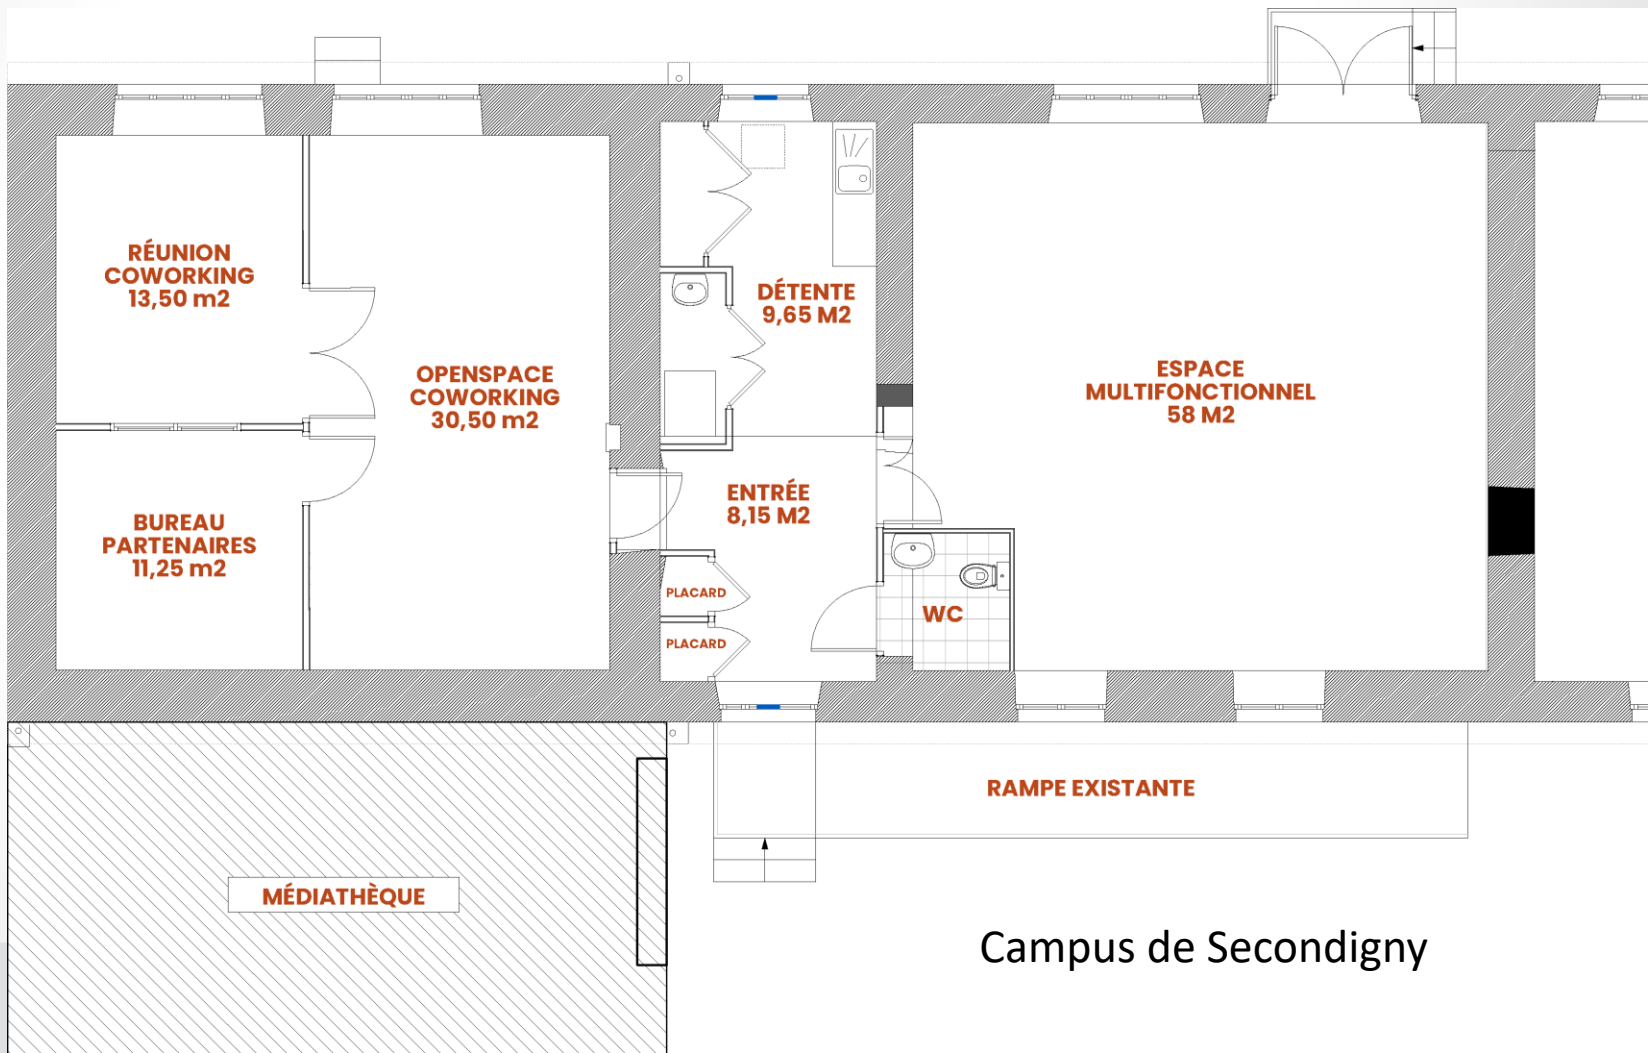 RÉUNION
COWORKING
13,50 m2
OPENSPACE
COWORKING
30,50 m2
BUREAU
PARTENAIRES
11,25 m2
DÉTENTE
9,65 M2
ENTRÉE
8,15 M2
PLACARD
PLACARD
WC
ESPACE
MULTIFONCTIONNEL
58 M2
RAMPE EXISTANTE
MÉDIATHÈQUE
Campus de Secondigny